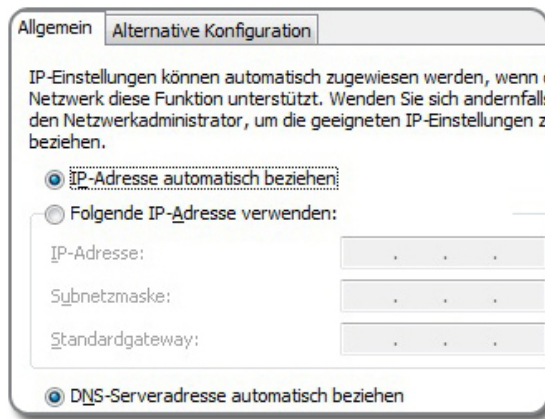 Allgemein
Alternative Konfiguration
IP-Einstellungen können automatisch zugewiesen werden, wenn
Netzwerk diese Funktion unterstützt. Wenden Sie sich andernfalls
den Netzwerkadministrator, um die geeigneten IP-Einstellungen z
beziehen.
IP-Adresse automatisch beziehen
Folgende IP-Adresse verwenden:
IP-Adresse:
Subnetzmaske:
Standardgateway:
DNS-Serveradresse automatisch beziehen